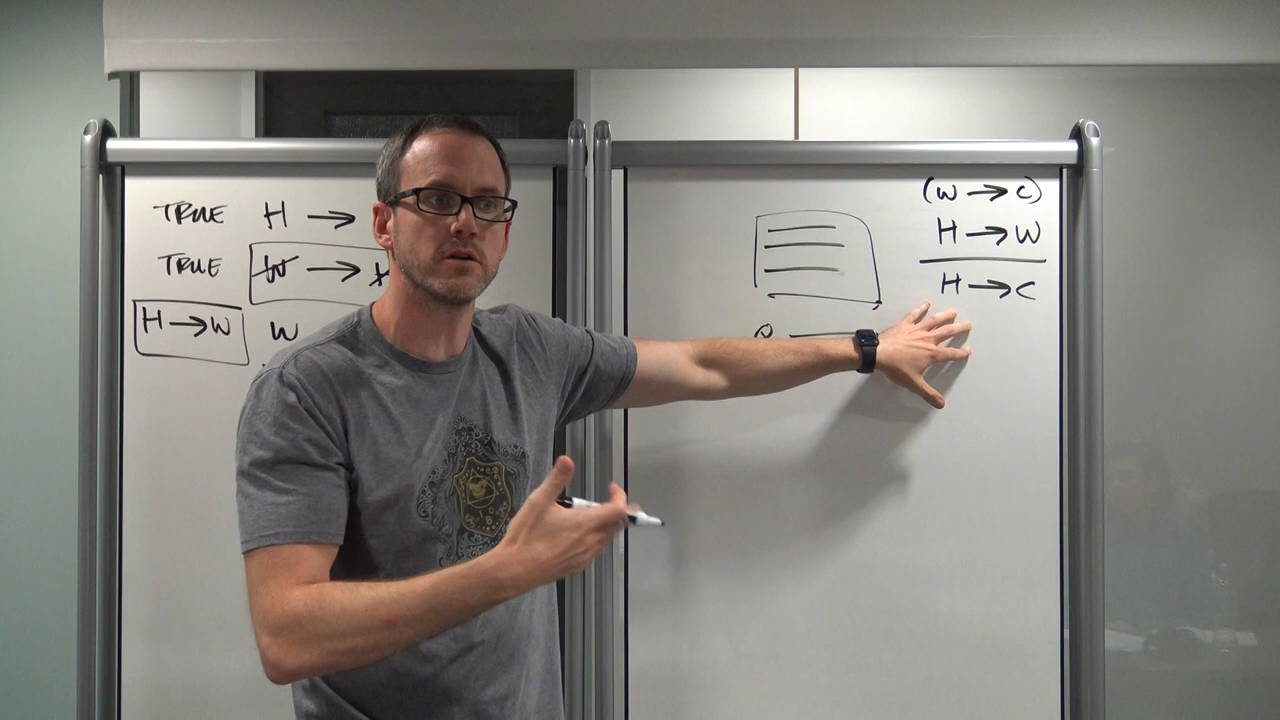 TRUE H →
TRUE W →
H → W W
(W → C)
H → W
H → C